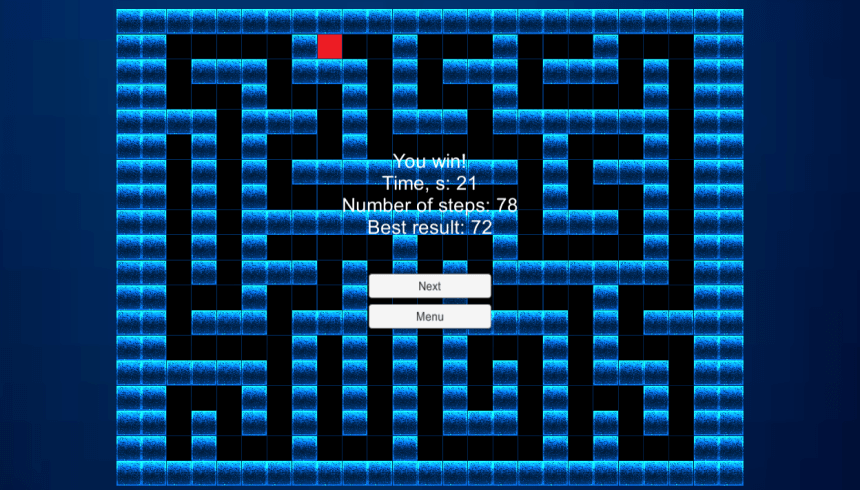 You win!
Time, s: 21
Number of steps: 78
Best result: 72
Next
Menu